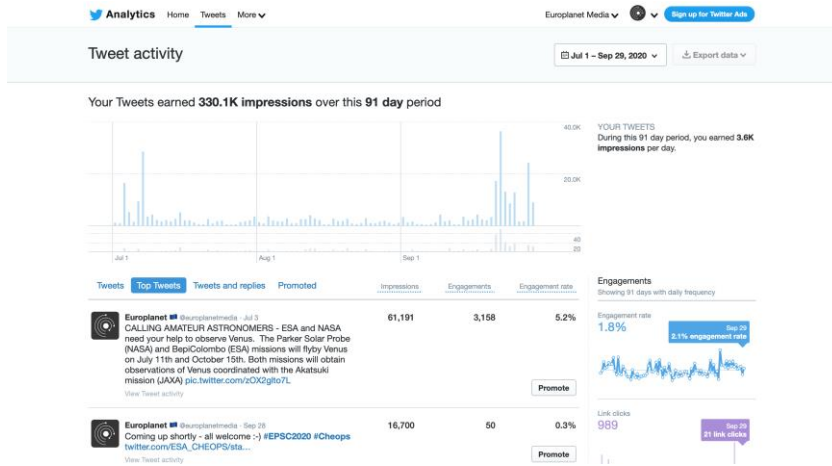 Analytics Home Tweets More Europlanet Media Sign up for Twitter Ads
Tweet activity
Jul 1 – Sep 29, 2020 Export data
Your Tweets earned 330.1K impressions over this 91 day period
40.0K
20.0K
40
20
Jul 1 Aug 1 Sep 1
YOUR TWEETS
During this 91 day period, you earned 3.6K
impressions per day.
Tweets Top Tweets Tweets and replies Promoted Impressions Engagements Engagement rate
Europlanet @europlanetmedia · Jul 3 61,191 3,158 5.2%
CALLING AMATEUR ASTRONOMERS - ESA and NASA
need your help to observe Venus. The Parker Solar Probe
(NASA) and BepiColombo (ESA) missions will flyby Venus
on July 11th and October 15th. Both missions will obtain
observations of Venus coordinated with the Akatsuki
mission (JAXA) pic.twitter.com/zOX2glto7L
View Tweet activity
Promote
Europlanet @europlanetmedia · Sep 28 16,700 50 0.3%
Coming up shortly - all welcome :-) #EPSC2020 #Cheops
twitter.com/ESA_CHEOPS/sta...
View Tweet activity
Promote
Engagements
Showing 91 days with daily frequency
Engagement rate
1.8%
Sep 29
2.1% engagement rate
Link clicks
989
Sep 29
21 link clicks